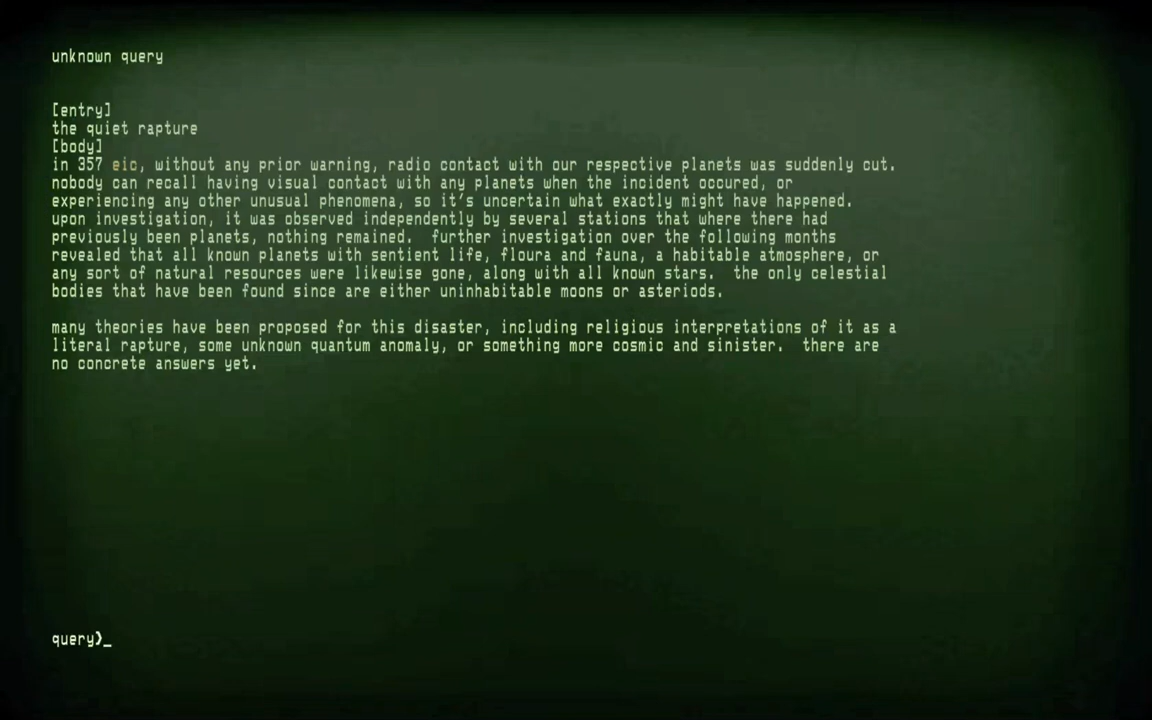 unknown query
[entry]
the quiet rapture
[body]
in 357 eic, without any prior warning, radio contact with our respective planets was suddenly cut.
nobody can recall having visual contact with any planets when the incident occured, or
experiencing any other unusual phenomena, so it's uncertain what exactly might have happened.
upon investigation, it was observed independently by several stations that where there had
previously been planets, nothing remained.  further investigation over the following months
revealed that all known planets with sentient life, floura and fauna, a habitable atmosphere, or
any sort of natural resources were likewise gone, along with all known stars.  the only celestial
bodies that have been found since are either uninhabitable moons or asteriods.
many theories have been proposed for this disaster, including religious interpretations of it as a
literal rapture, some unknown quantum anomaly, or something more cosmic and sinister.  there are
no concrete answers yet.
query}_